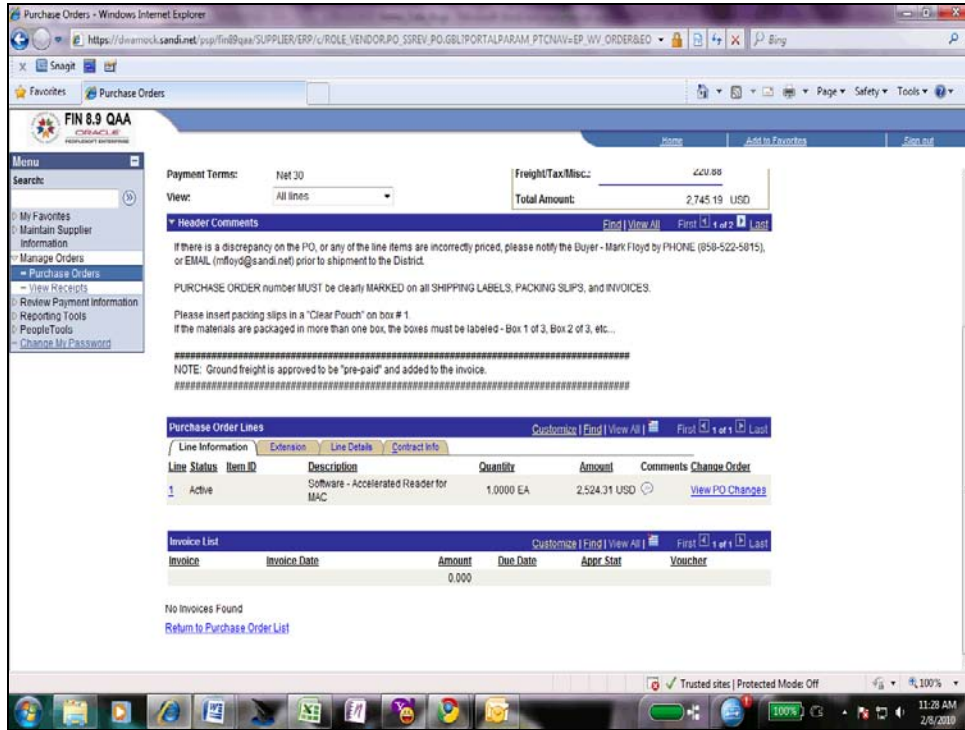 Purchase Orders - Windows Internet Explorer
https://dwamock.sandi.net/psp/fin89qaa/SUPPLIER/ERP/c/ROLE_VENDOR.PO_SSREV_PO.GBL?PORTALPARAM_PTCNAV=EP_WV_ORDER&EO
Bing
x Snagit
Favorites Purchase Orders Page Safety Tools
FIN 8.9 QAA
ORACLE
PEOPLESOFT ENTERPRISE
Home Add to Favorites Sign out
Menu
Search:
My Favorites
Maintain Supplier
Information
Manage Orders
- Purchase Orders
- View Receipts
Review Payment Information
Reporting Tools
PeopleTools
- Change My Password
Payment Terms: Net 30 Freight/Tax/Misc.: 220.88
View: All lines Total Amount: 2,745.19 USD
Header Comments Find | View All First 1 of 2 Last
If there is a discrepancy on the PO, or any of the line items are incorrectly priced, please notify the Buyer - Mark Floyd by PHONE (858-522-5815),
or EMAIL (mfloyd@sandi.net) prior to shipment to the District.
PURCHASE ORDER number MUST be clearly MARKED on all SHIPPING LABELS, PACKING SLIPS, and INVOICES.
Please insert packing slips in a "Clear Pouch" on box # 1.
If the materials are packaged in more than one box, the boxes must be labeled - Box 1 of 3, Box 2 of 3, etc...
NOTE: Ground freight is approved to be "pre-paid" and added to the invoice.
Purchase Order Lines Customize | Find | View All | First 1 of 1 Last
Line Information Extension Line Details Contract Info
Line Status Item ID Description Quantity Amount Comments Change Order
1 Active Software - Accelerated Reader for 1.0000 EA 2,524.31 USD View PO Changes
MAC
Invoice List Customize | Find | View All | First 1 of 1 Last
Invoice Invoice Date Amount Due Date Appr Stat Voucher
0.000
No Invoices Found
Return to Purchase Order List
Trusted sites | Protected Mode: Off 100%
100% 11:28 AM
2/8/2010